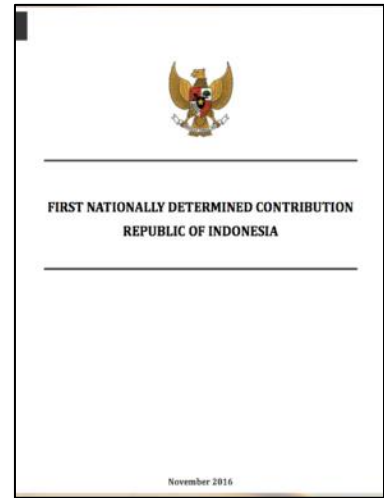 FIRST NATIONALLY DETERMINED CONTRIBUTION
REPUBLIC OF INDONESIA
November 2016